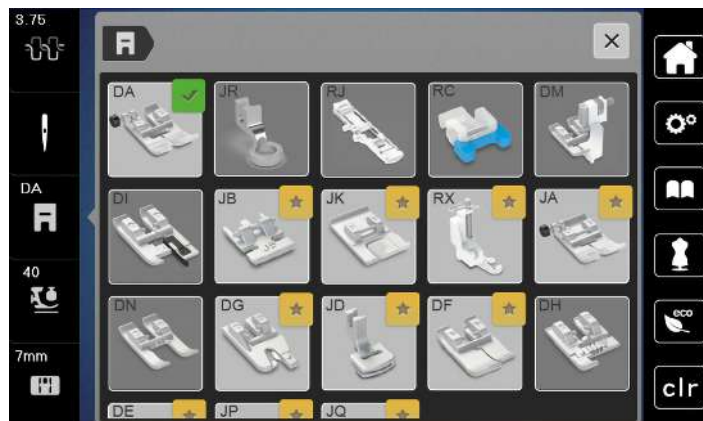 3.75
DA
40
7mm
DA JR RJ RC DM
DI JB JK RX JA
DN DG JD DF DH
DE JP JQ
eco
clr